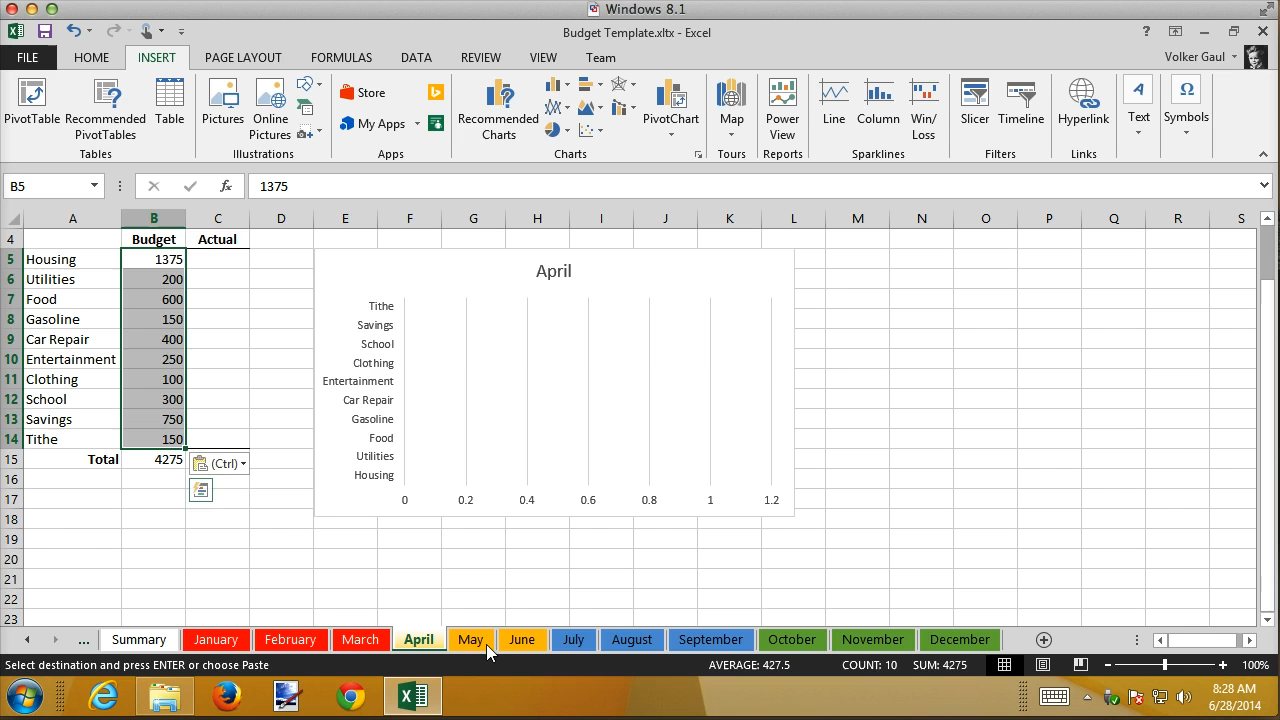 Windows 8.1
Budget Template.xltx - Excel
?
FILE HOME INSERT PAGE LAYOUT FORMULAS DATA REVIEW VIEW Team Volker Gaul
PivotTable Recommended PivotTables Table
Pictures Online Pictures
Store
My Apps
Recommended Charts
PivotChart
Map
Power View
Line Column Win/ Loss
Slicer Timeline
Hyperlink
A Text
Ω Symbols
Tables Illustrations Apps Charts Tours Reports Sparklines Filters Links
B5 fx 1375
A B C D E F G H I J K L M N O P Q R S
4 Budget Actual
5 Housing 1375
6 Utilities 200
7 Food 600
8 Gasoline 150
9 Car Repair 400
10 Entertainment 250
11 Clothing 100
12 School 300
13 Savings 750
14 Tithe 150
15 Total 4275
(Ctrl)
16
17
18
19
20
21
22
23
April
Tithe
Savings
School
Clothing
Entertainment
Car Repair
Gasoline
Food
Utilities
Housing
0 0.2 0.4 0.6 0.8 1 1.2
... Summary January February March April May June July August September October November December
Select destination and press ENTER or choose Paste AVERAGE: 427.5 COUNT: 10 SUM: 4275 100%
8:28 AM
6/28/2014